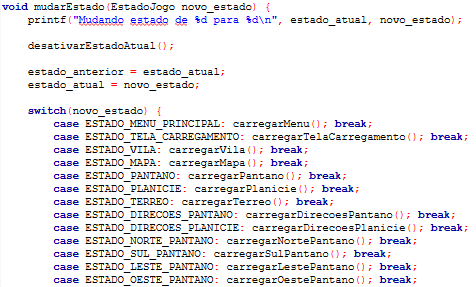 void mudarEstado(EstadoJogo novo_estado) {
printf("Mudando estado de %d para %d\n", estado_atual, novo_estado);
desativarEstadoAtual();
estado_anterior = estado_atual;
estado_atual = novo_estado;
switch(novo_estado) {
case ESTADO_MENU_PRINCIPAL: carregarMenu(); break;
case ESTADO_TELA_CARREGAMENTO: carregarTelaCarregamento(); break;
case ESTADO_VILA: carregarVila(); break;
case ESTADO_MAPA: carregarMapa(); break;
case ESTADO_PANTANO: carregarPantano(); break;
case ESTADO_PLANICIE: carregarPlanicie(); break;
case ESTADO_TERREO: carregarTerreo(); break;
case ESTADO_DIRECOES_PANTANO: carregarDirecoesPantano(); break;
case ESTADO_DIRECOES_PLANICIE: carregarDirecoesPlanicie(); break;
case ESTADO_NORTE_PANTANO: carregarNortePantano(); break;
case ESTADO_SUL_PANTANO: carregarSulPantano(); break;
case ESTADO_LESTE_PANTANO: carregarLestePantano(); break;
case ESTADO_OESTE_PANTANO: carregarOestePantano(); break;